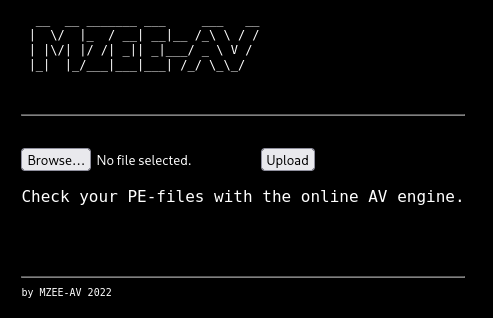 MZEE-AV
Browse... No file selected. Upload
Check your PE-files with the online AV engine.
by MZEE-AV 2022